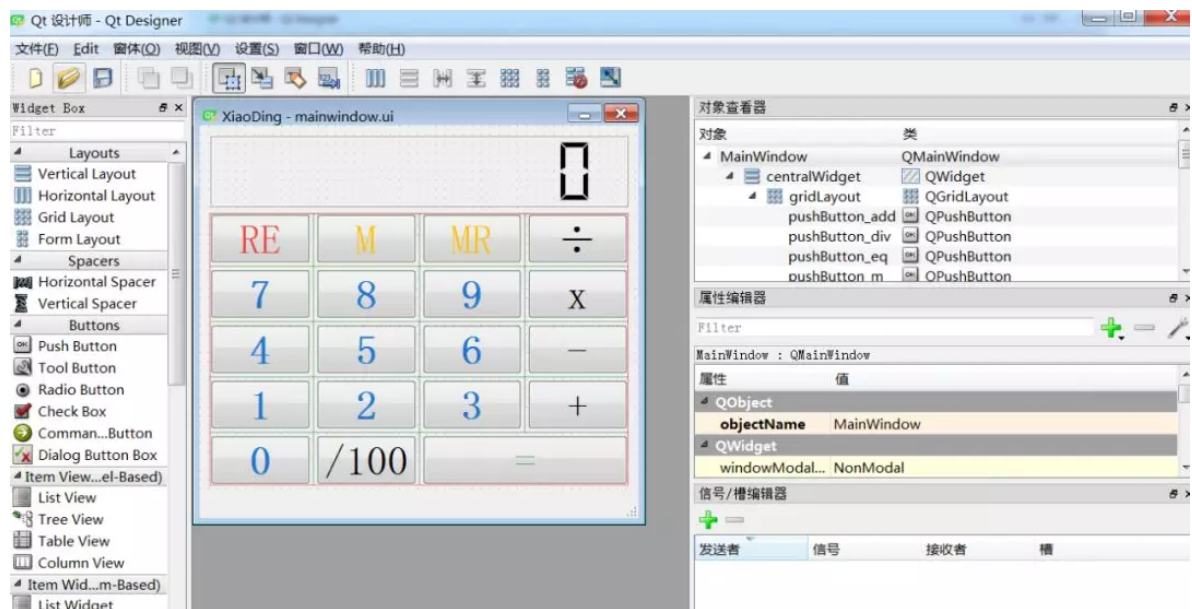 Qt 设计师 - Qt Designer
文件(F) Edit 窗体(O) 视图(V) 设置(S) 窗口(W) 帮助(H)
Widget Box
Filter
Layouts
Vertical Layout
Horizontal Layout
Grid Layout
Form Layout
Spacers
Horizontal Spacer
Vertical Spacer
Buttons
Push Button
Tool Button
Radio Button
Check Box
Comman...Button
Dialog Button Box
Item View...el-Based)
List View
Tree View
Table View
Column View
Item Wid...m-Based)
List Widget
XiaoDing - mainwindow.ui
0
RE M MR ÷
7 8 9 x
4 5 6 －
1 2 3 +
0 /100 =
对象查看器
对象 类
MainWindow QMainWindow
centralWidget QWidget
gridLayout QGridLayout
pushButton_add QPushButton
pushButton_div QPushButton
pushButton_eq QPushButton
pushButton_m QPushButton
属性编辑器
Filter
MainWindow : QMainWindow
属性 值
QObject
objectName MainWindow
QWidget
windowModal... NonModal
信号/槽编辑器
发送者 信号 接收者 槽